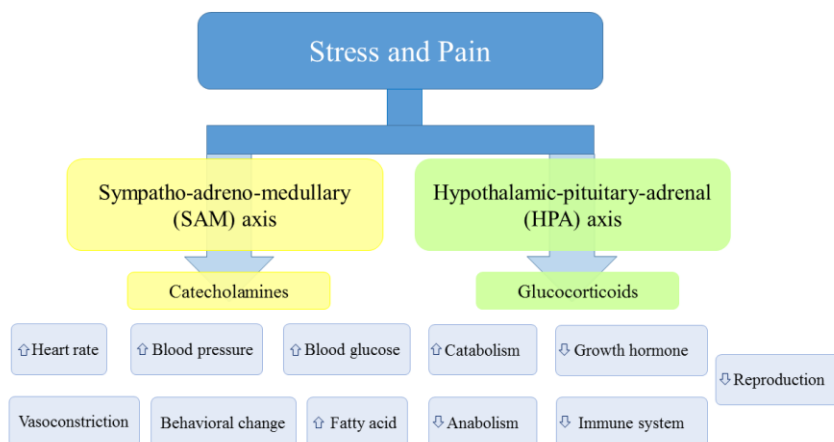 Stress and Pain
Sympatho-adreno-medullary
(SAM) axis
Hypothalamic-pituitary-adrenal
(HPA) axis
Catecholamines
Glucocorticoids
⇧Heart rate
⇧ Blood pressure
⇧ Blood glucose
⇧ Catabolism
⇩ Growth hormone
⇩ Reproduction
Vasoconstriction
Behavioral change
⇧ Fatty acid
⇩ Anabolism
⇩ Immune system